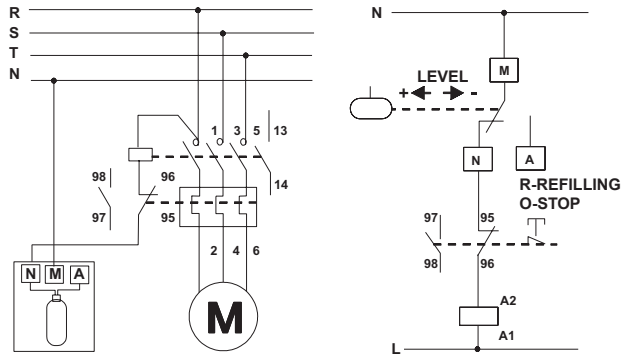 R
S
T
N
1 3 5 13
14
98 96
97 95
2 4 6
N M A
M
N
M
LEVEL
+ -
N A
R-REFILLING
O-STOP
97 95
98 96
A2
A1
L